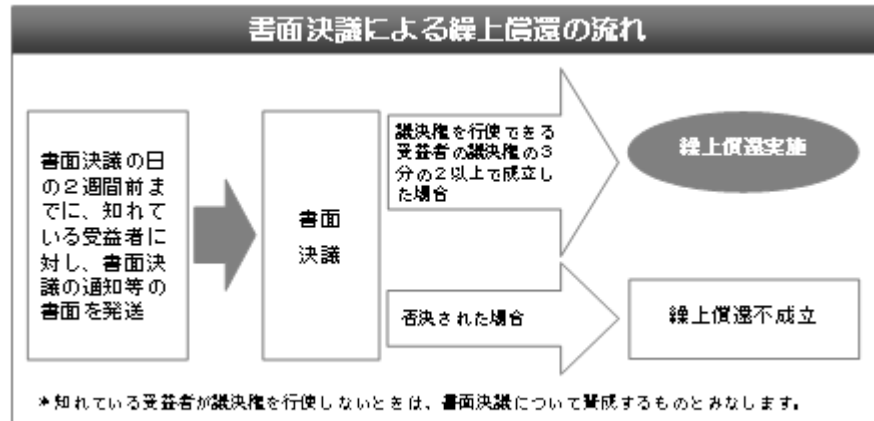 書面決議による繰上償還の流れ
書面決議の日
の２週間前ま
でに、知れて
いる受益者に
対し、書面決
議の通知等の
書面を発送
書面
決議
議決権を行使できる
受益者の議決権の３
分の２以上で成立し
た場合
繰上償還実施
否決された場合
繰上償還不成立
＊知れている受益者が議決権を行使しないときは、書面決議について賛成するものとみなします。